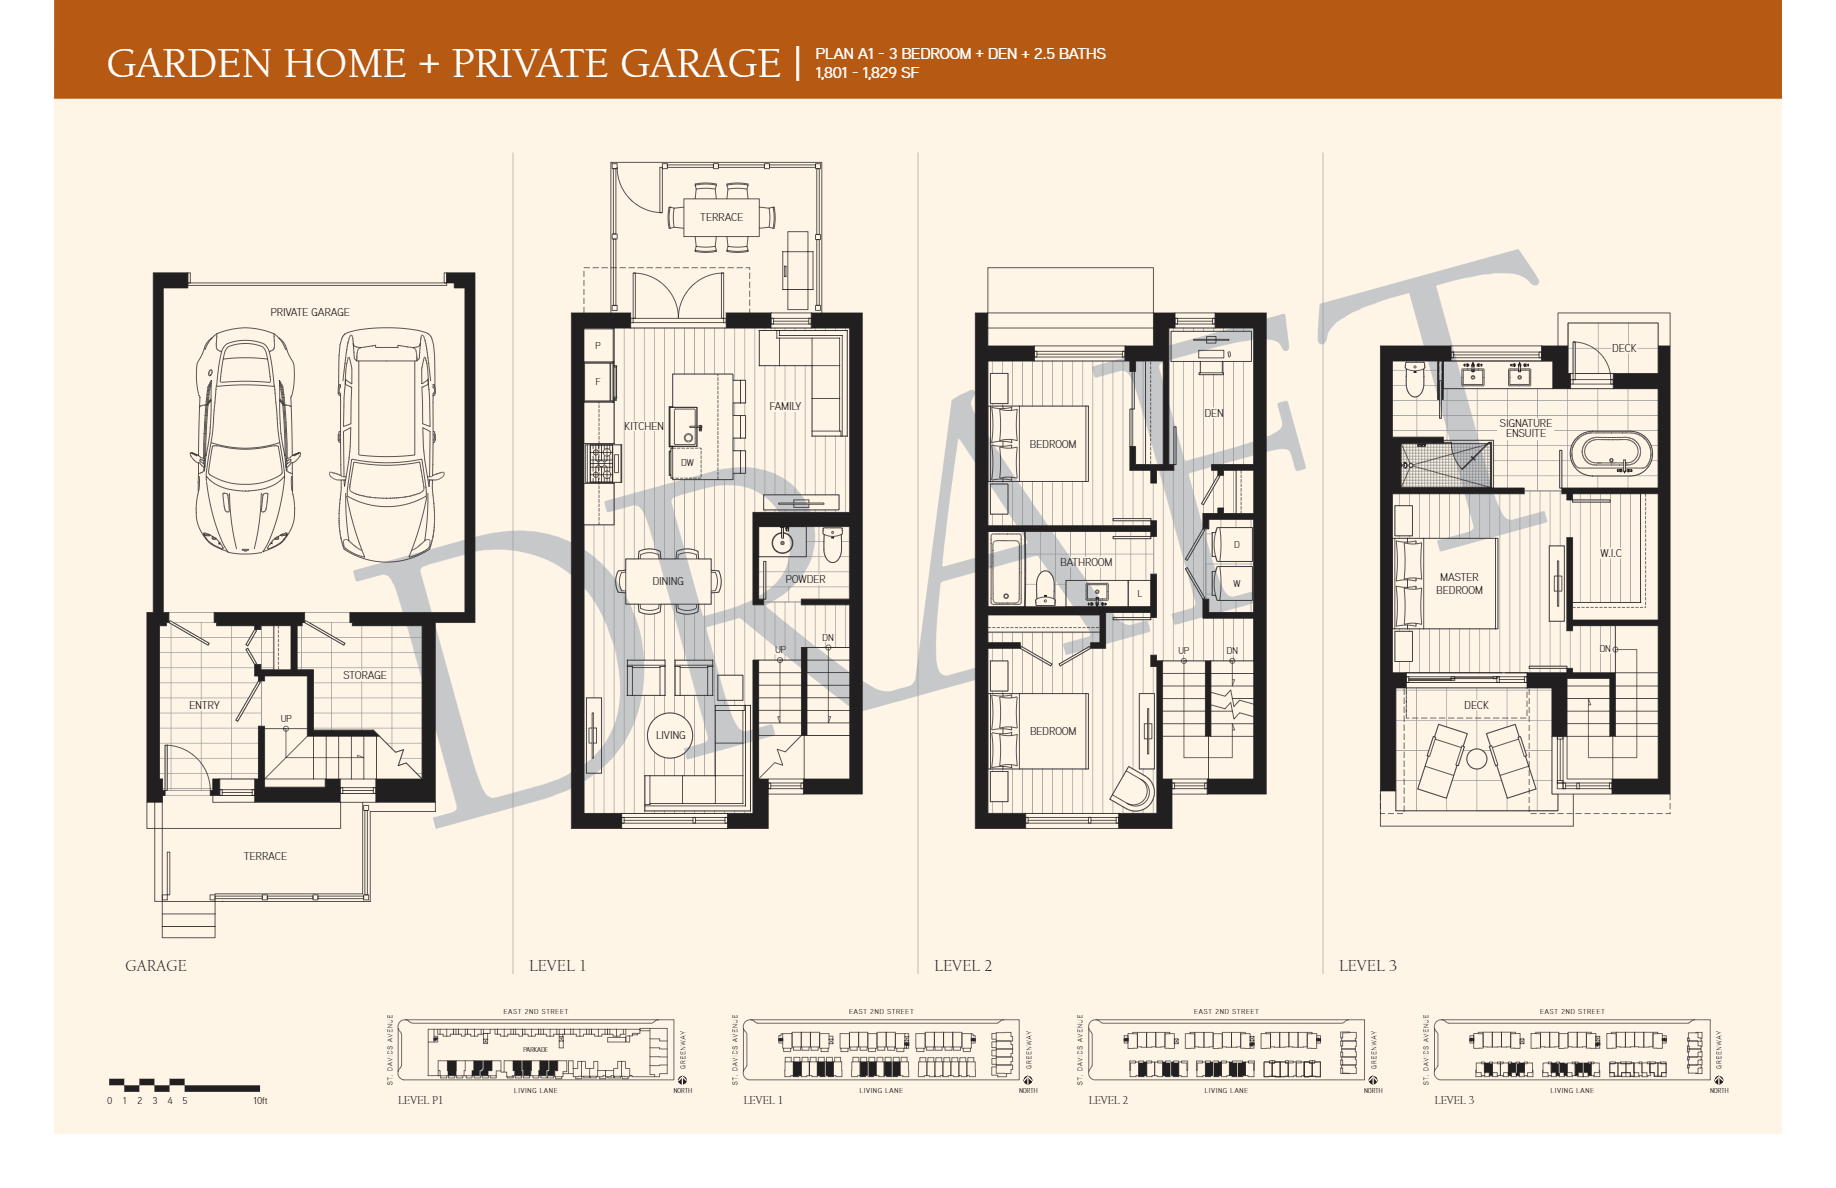 GARDEN HOME + PRIVATE GARAGE
PLAN A1 - 3 BEDROOM + DEN + 2.5 BATHS
1,801 - 1,829 SF
DRAFT
PRIVATE GARAGE
STORAGE
ENTRY
UP
TERRACE
GARAGE
TERRACE
P
F
KITCHEN
FAMILY
DW
DINING
POWDER
UP
DN
LIVING
LEVEL 1
BEDROOM
DEN
BATHROOM
D
W
L
UP
DN
BEDROOM
LEVEL 2
DECK
SIGNATURE
ENSUITE
W.I.C
MASTER
BEDROOM
DN
DECK
LEVEL 3
0 1 2 3 4 5 10ft
EAST 2ND STREET
ST. DAVIDS AVENUE
PARKADE
GREENWAY
LIVING LANE
NORTH
LEVEL P1
EAST 2ND STREET
ST. DAVIDS AVENUE
GREENWAY
LIVING LANE
NORTH
LEVEL 1
EAST 2ND STREET
ST. DAVIDS AVENUE
GREENWAY
LIVING LANE
NORTH
LEVEL 2
EAST 2ND STREET
ST. DAVIDS AVENUE
GREENWAY
LIVING LANE
NORTH
LEVEL 3